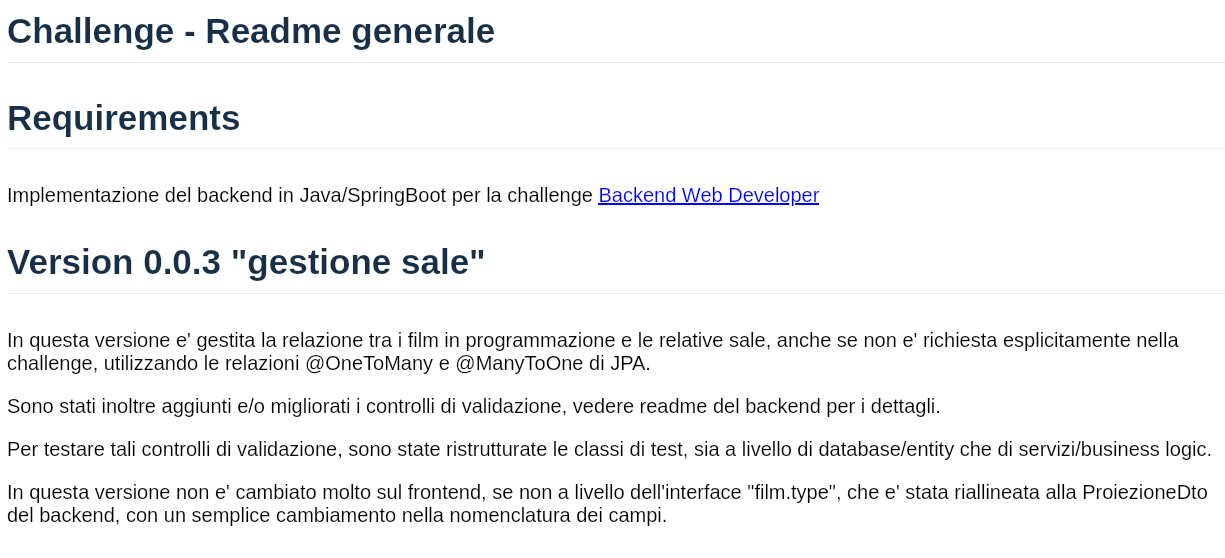 Challenge - Readme generale
Requirements
Implementazione del backend in Java/SpringBoot per la challenge Backend Web Developer
Version 0.0.3 "gestione sale"
In questa versione e' gestita la relazione tra i film in programmazione e le relative sale, anche se non e' richiesta esplicitamente nella
challenge, utilizzando le relazioni @OneToMany e @ManyToOne di JPA.
Sono stati inoltre aggiunti e/o migliorati i controlli di validazione, vedere readme del backend per i dettagli.
Per testare tali controlli di validazione, sono state ristrutturate le classi di test, sia a livello di database/entity che di servizi/business logic.
In questa versione non e' cambiato molto sul frontend, se non a livello dell'interface "film.type", che e' stata riallineata alla ProiezioneDto
del backend, con un semplice cambiamento nella nomenclatura dei campi.